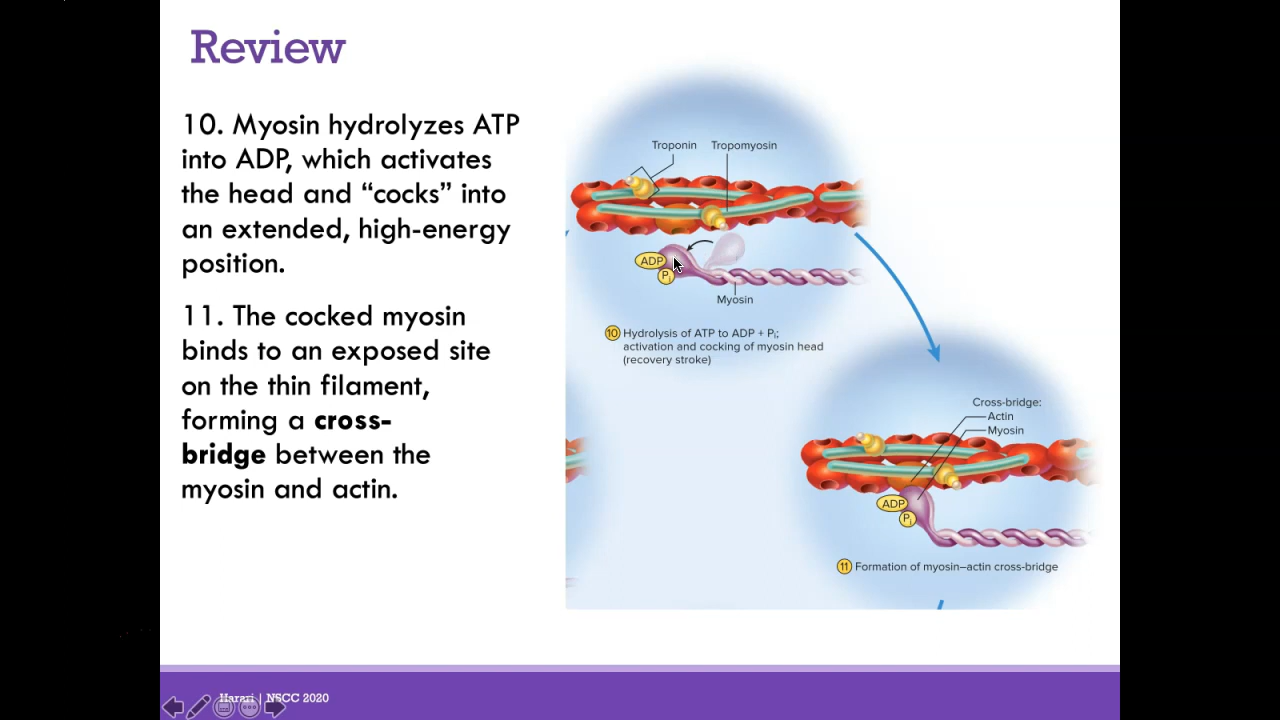 Review
10. Myosin hydrolyzes ATP
into ADP, which activates
the head and “cocks” into
an extended, high-energy
position.
11. The cocked myosin
binds to an exposed site
on the thin filament,
forming a cross-
bridge between the
myosin and actin.
Troponin Tropomyosin
ADP
Pi
Myosin
10 Hydrolysis of ATP to ADP + Pi;
activation and cocking of myosin head
(recovery stroke)
Cross-bridge:
Actin
Myosin
ADP
Pi
11 Formation of myosin–actin cross-bridge
Harari | NSCC 2020